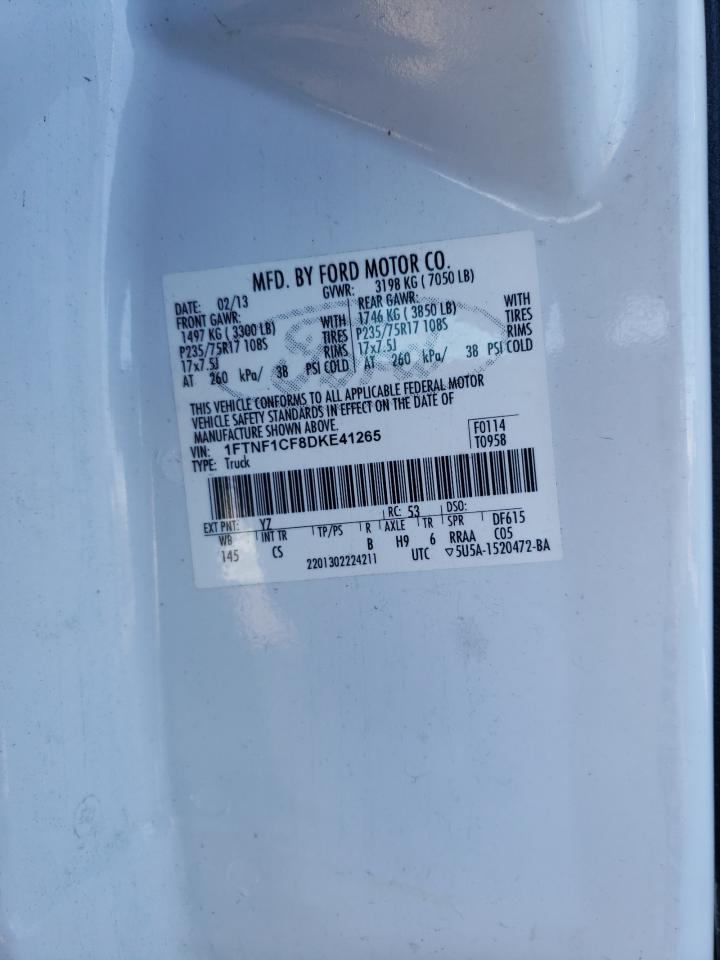 MFD. BY FORD MOTOR CO.
DATE: 02/13 GVWR: 3198 KG ( 7050 LB)
FRONT GAWR: REAR GAWR:
1497 KG ( 3300 LB) WITH 1746 KG ( 3850 LB) WITH
P235/75R17 108S TIRES P235/75R17 108S TIRES
17x7.5J RIMS 17x7.5J RIMS
AT 260 kPa/ 38 PSI COLD AT 260 kPa/ 38 PSI COLD
THIS VEHICLE CONFORMS TO ALL APPLICABLE FEDERAL MOTOR
VEHICLE SAFETY STANDARDS IN EFFECT ON THE DATE OF
MANUFACTURE SHOWN ABOVE.
VIN: 1FTNF1CF8DKE41265 F0114
TYPE: Truck T0958
EXT PNT: YZ RC: 53 DSO:
WB INT TR TP/PS R AXLE TR SPR DF615
145 CS B H9 6 RRAA C05
2201302224211 UTC ▽5U5A-1520472-BA